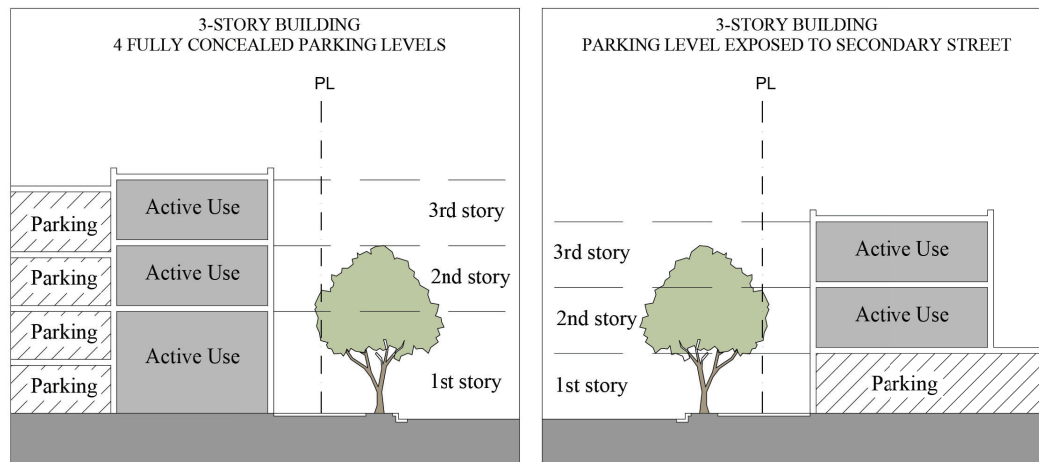 3-STORY BUILDING
4 FULLY CONCEALED PARKING LEVELS
PL
Active Use
3rd story
Parking
Active Use
2nd story
Parking
Parking
Active Use
1st story
Parking
3-STORY BUILDING
PARKING LEVEL EXPOSED TO SECONDARY STREET
PL
3rd story
Active Use
2nd story
Active Use
1st story
Parking